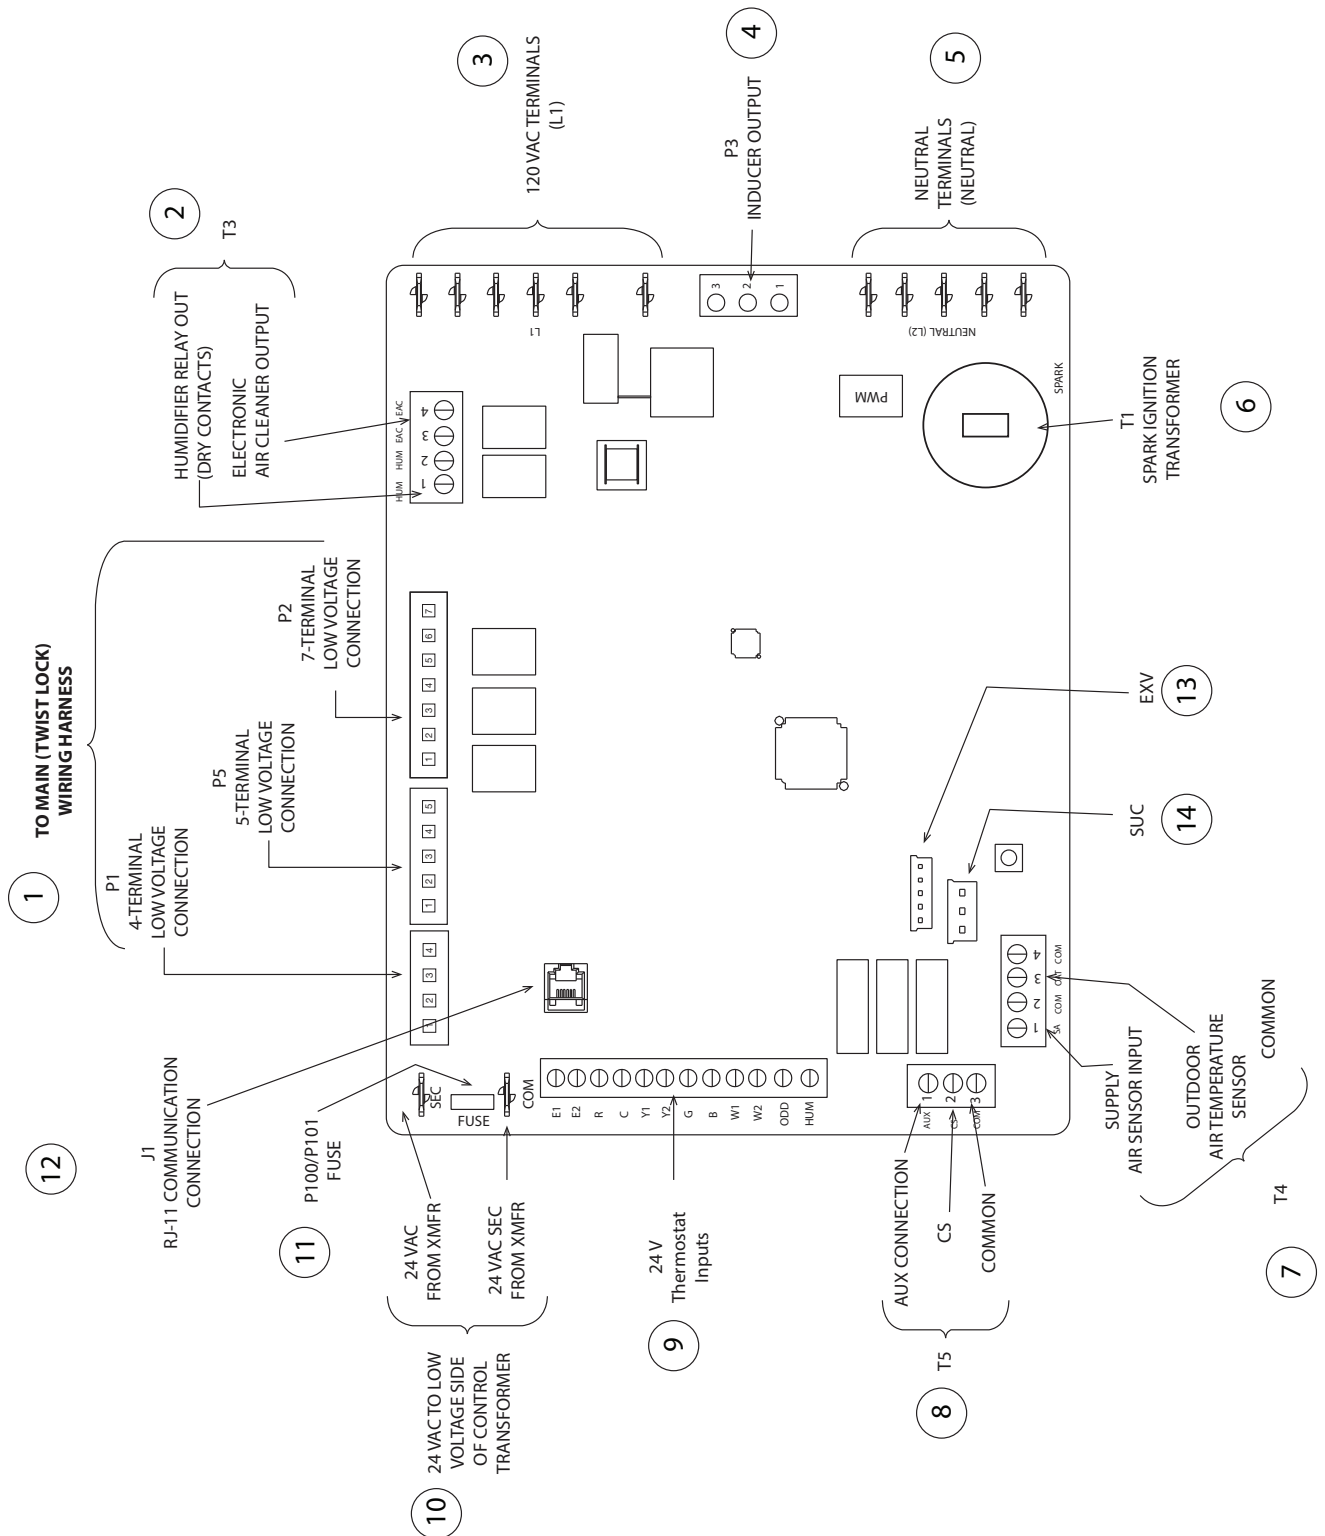 1
TO MAIN (TWIST LOCK)
WIRING HARNESS
P1
4-TERMINAL
LOW VOLTAGE
CONNECTION
P5
5-TERMINAL
LOW VOLTAGE
CONNECTION
P2
7-TERMINAL
LOW VOLTAGE
CONNECTION
2
T3
HUMIDIFIER RELAY OUT
(DRY CONTACTS)
ELECTRONIC
AIR CLEANER OUTPUT
3
120 VAC TERMINALS
(L1)
4
P3
INDUCER OUTPUT
5
NEUTRAL
TERMINALS
(NEUTRAL)
6
T1
SPARK IGNITION
TRANSFORMER
7
T4
SUPPLY
AIR SENSOR INPUT
OUTDOOR
AIR TEMPERATURE
SENSOR
COMMON
8
T5
AUX CONNECTION
CS
COMMON
9
24 V
Thermostat
Inputs
10
24 VAC TO LOW
VOLTAGE SIDE
OF CONTROL
TRANSFORMER
24 VAC
FROM XMFR
24 VAC SEC
FROM XMFR
11
P100/P101
FUSE
12
J1
RJ-11 COMMUNICATION
CONNECTION
13
EXV
14
SUC
1 2 3 4
1 2 3 4 5
1 2 3 4 5 6 7
HUM HUM EAC EAC
1 2 3 4
L1
3 2 1
NEUTRAL (L2)
PWM
SPARK
SEC
FUSE
COM
E1
E2
R
C
Y1
Y2
G
B
W1
W2
ODD
HUM
AUX CS COM
1 2 3
1 2 3 4
SA COM OAT COM